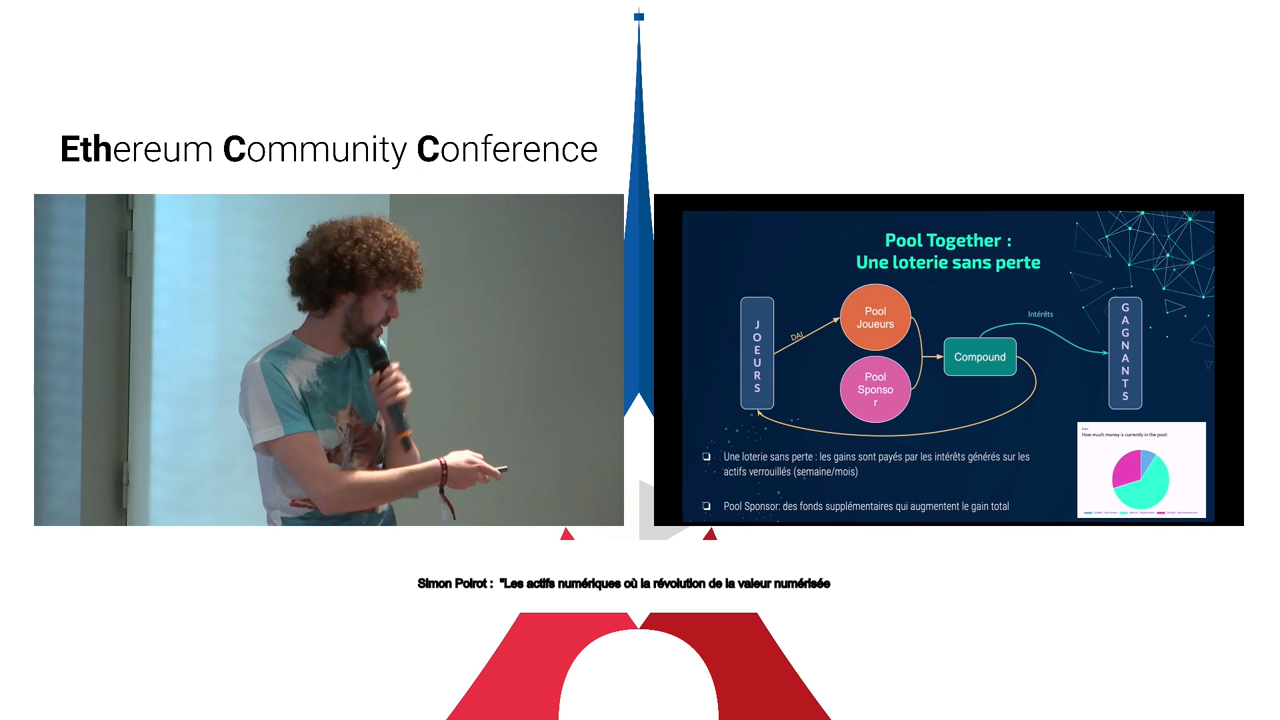 Ethereum Community Conference
Pool Together :
Une loterie sans perte
JOEURS
DAI
Pool
Joueurs
Pool
Sponso
r
Compound
Intérêts
GAGNANTS
How much money is currently in the pool:
❑ Une loterie sans perte : les gains sont payés par les intérêts générés sur les
actifs verrouillés (semaine/mois)
❑ Pool Sponsor: des fonds supplémentaires qui augmentent le gain total
Simon Poirot : "Les actifs numériques où la révolution de la valeur numérisée